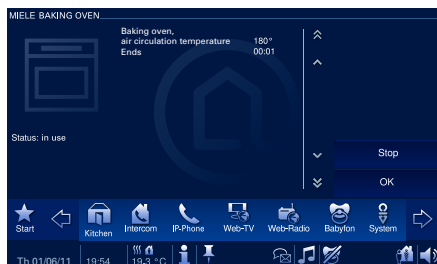 MIELE BAKING OVEN
Baking oven,
air circulation temperature 180°
Ends 00:01
Status: in use
Stop
OK
Start Kitchen Intercom IP-Phone Web-TV Web-Radio Babyfon System
Th 01/06/11 19:54 19.3 °C